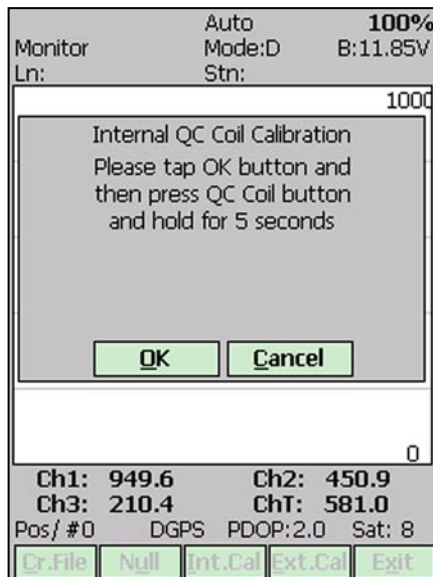 Auto 100%
Monitor Mode:D B:11.85V
Ln: Stn:
1000
Internal QC Coil Calibration
Please tap OK button and
then press QC Coil button
and hold for 5 seconds
OK Cancel
0
Ch1: 949.6 Ch2: 450.9
Ch3: 210.4 ChT: 581.0
Pos/ #0 DGPS PDOP:2.0 Sat: 8
Cr.File Null Int.Cal Ext.Cal Exit